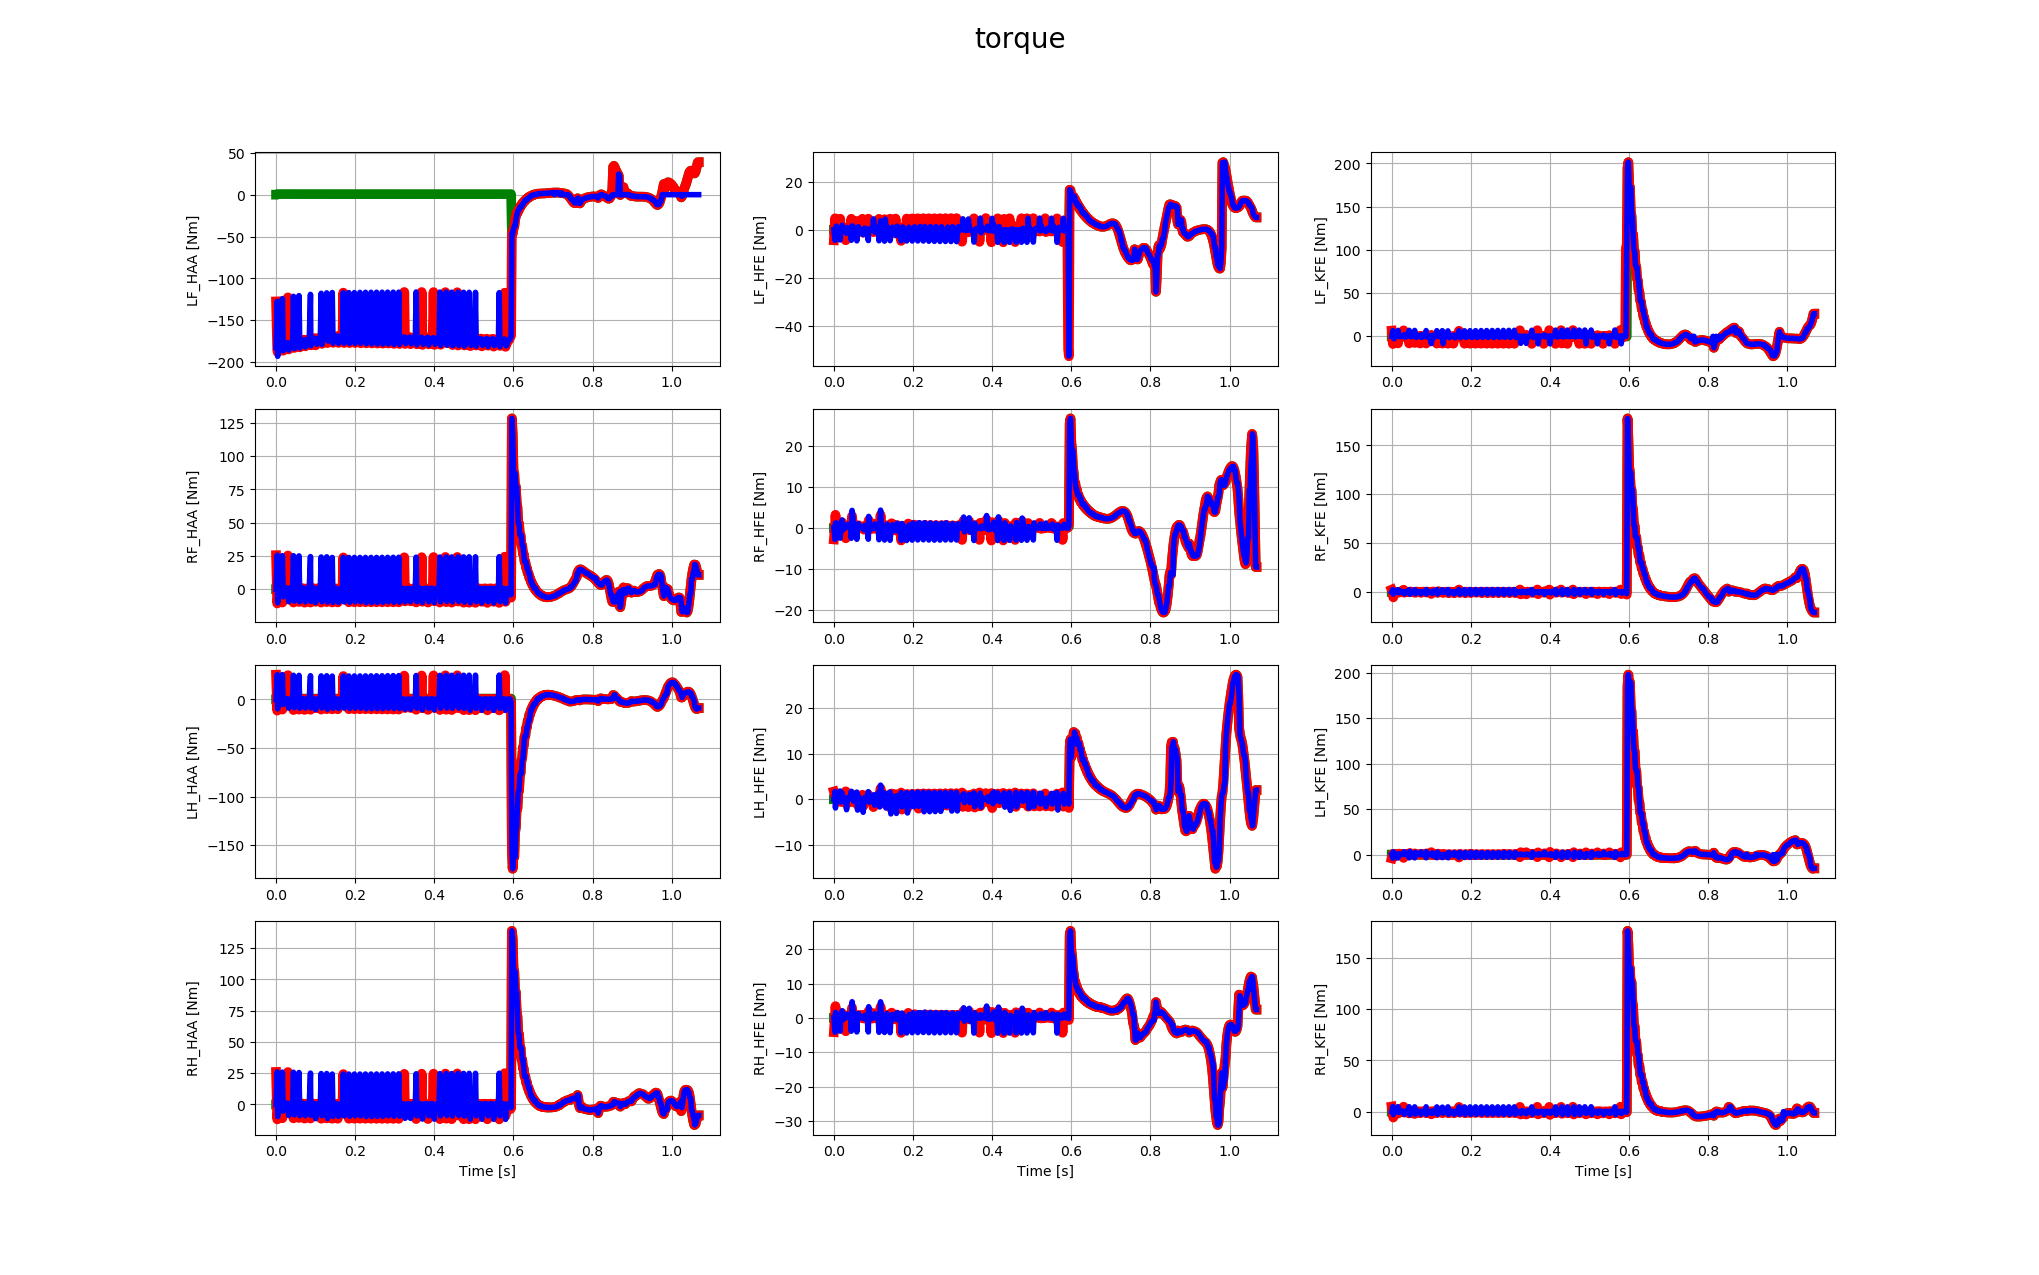 torque
LF_HAA [Nm]
50
0
−50
−100
−150
−200
0.0 0.2 0.4 0.6 0.8 1.0
LF_HFE [Nm]
20
0
−20
−40
0.0 0.2 0.4 0.6 0.8 1.0
LF_KFE [Nm]
200
150
100
50
0
0.0 0.2 0.4 0.6 0.8 1.0
RF_HAA [Nm]
125
100
75
50
25
0
0.0 0.2 0.4 0.6 0.8 1.0
RF_HFE [Nm]
20
10
0
−10
−20
0.0 0.2 0.4 0.6 0.8 1.0
RF_KFE [Nm]
150
100
50
0
0.0 0.2 0.4 0.6 0.8 1.0
LH_HAA [Nm]
0
−50
−100
−150
0.0 0.2 0.4 0.6 0.8 1.0
LH_HFE [Nm]
20
10
0
−10
0.0 0.2 0.4 0.6 0.8 1.0
LH_KFE [Nm]
200
150
100
50
0
0.0 0.2 0.4 0.6 0.8 1.0
RH_HAA [Nm]
125
100
75
50
25
0
0.0 0.2 0.4 0.6 0.8 1.0
Time [s]
RH_HFE [Nm]
20
10
0
−10
−20
−30
0.0 0.2 0.4 0.6 0.8 1.0
Time [s]
RH_KFE [Nm]
150
100
50
0
0.0 0.2 0.4 0.6 0.8 1.0
Time [s]